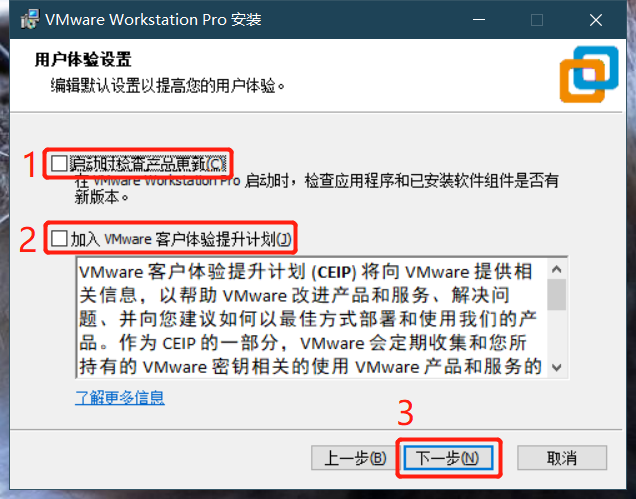 VMware Workstation Pro 安装
用户体验设置
编辑默认设置以提高您的用户体验。
1
启动时检查产品更新(C)
在 VMware Workstation Pro 启动时，检查应用程序和已安装软件组件是否有
新版本。
2
加入 VMware 客户体验提升计划(J)
VMware 客户体验提升计划 (CEIP) 将向 VMware 提供相
关信息，以帮助 VMware 改进产品和服务、解决问
题、并向您建议如何以最佳方式部署和使用我们的产
品。作为 CEIP 的一部分，VMware 会定期收集和您所
持有的 VMware 密钥相关的使用 VMware 产品和服务的
了解更多信息
3
上一步(B)
下一步(N)
取消